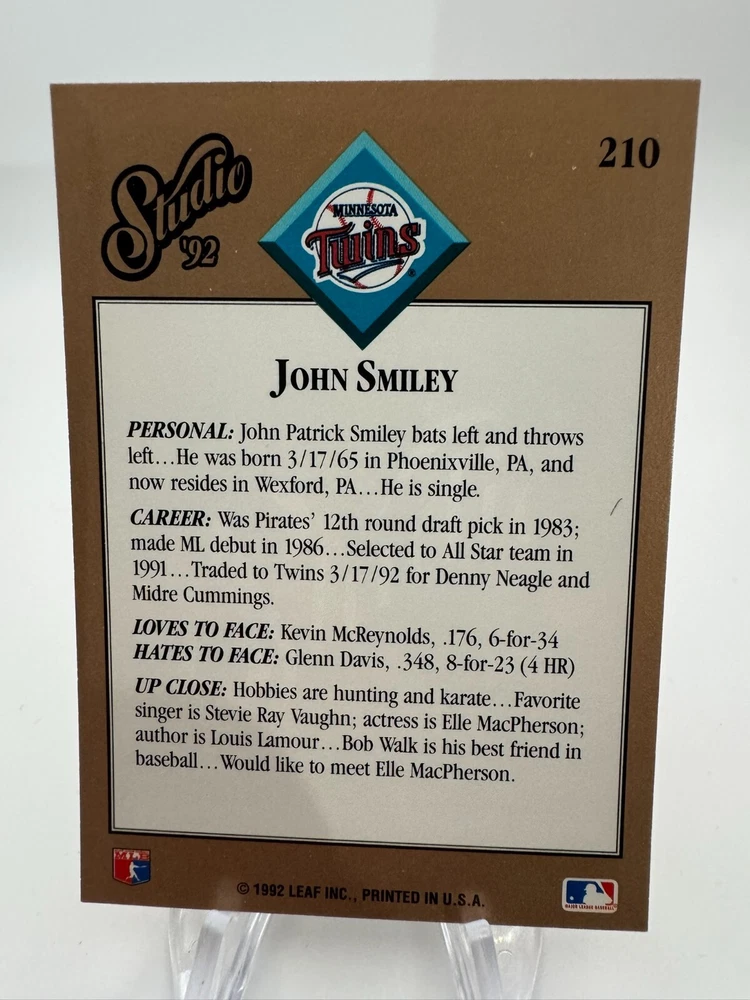 Studio
'92
210
MINNESOTA
Twins
®
JOHN SMILEY
PERSONAL: John Patrick Smiley bats left and throws
left...He was born 3/17/65 in Phoenixville, PA, and
now resides in Wexford, PA...He is single.
CAREER: Was Pirates' 12th round draft pick in 1983;
made ML debut in 1986...Selected to All Star team in
1991...Traded to Twins 3/17/92 for Denny Neagle and
Midre Cummings.
LOVES TO FACE: Kevin McReynolds, .176, 6-for-34
HATES TO FACE: Glenn Davis, .348, 8-for-23 (4 HR)
UP CLOSE: Hobbies are hunting and karate...Favorite
singer is Stevie Ray Vaughn; actress is Elle MacPherson;
author is Louis Lamour...Bob Walk is his best friend in
baseball...Would like to meet Elle MacPherson.
© 1992 LEAF INC., PRINTED IN U.S.A.
MAJOR LEAGUE BASEBALL